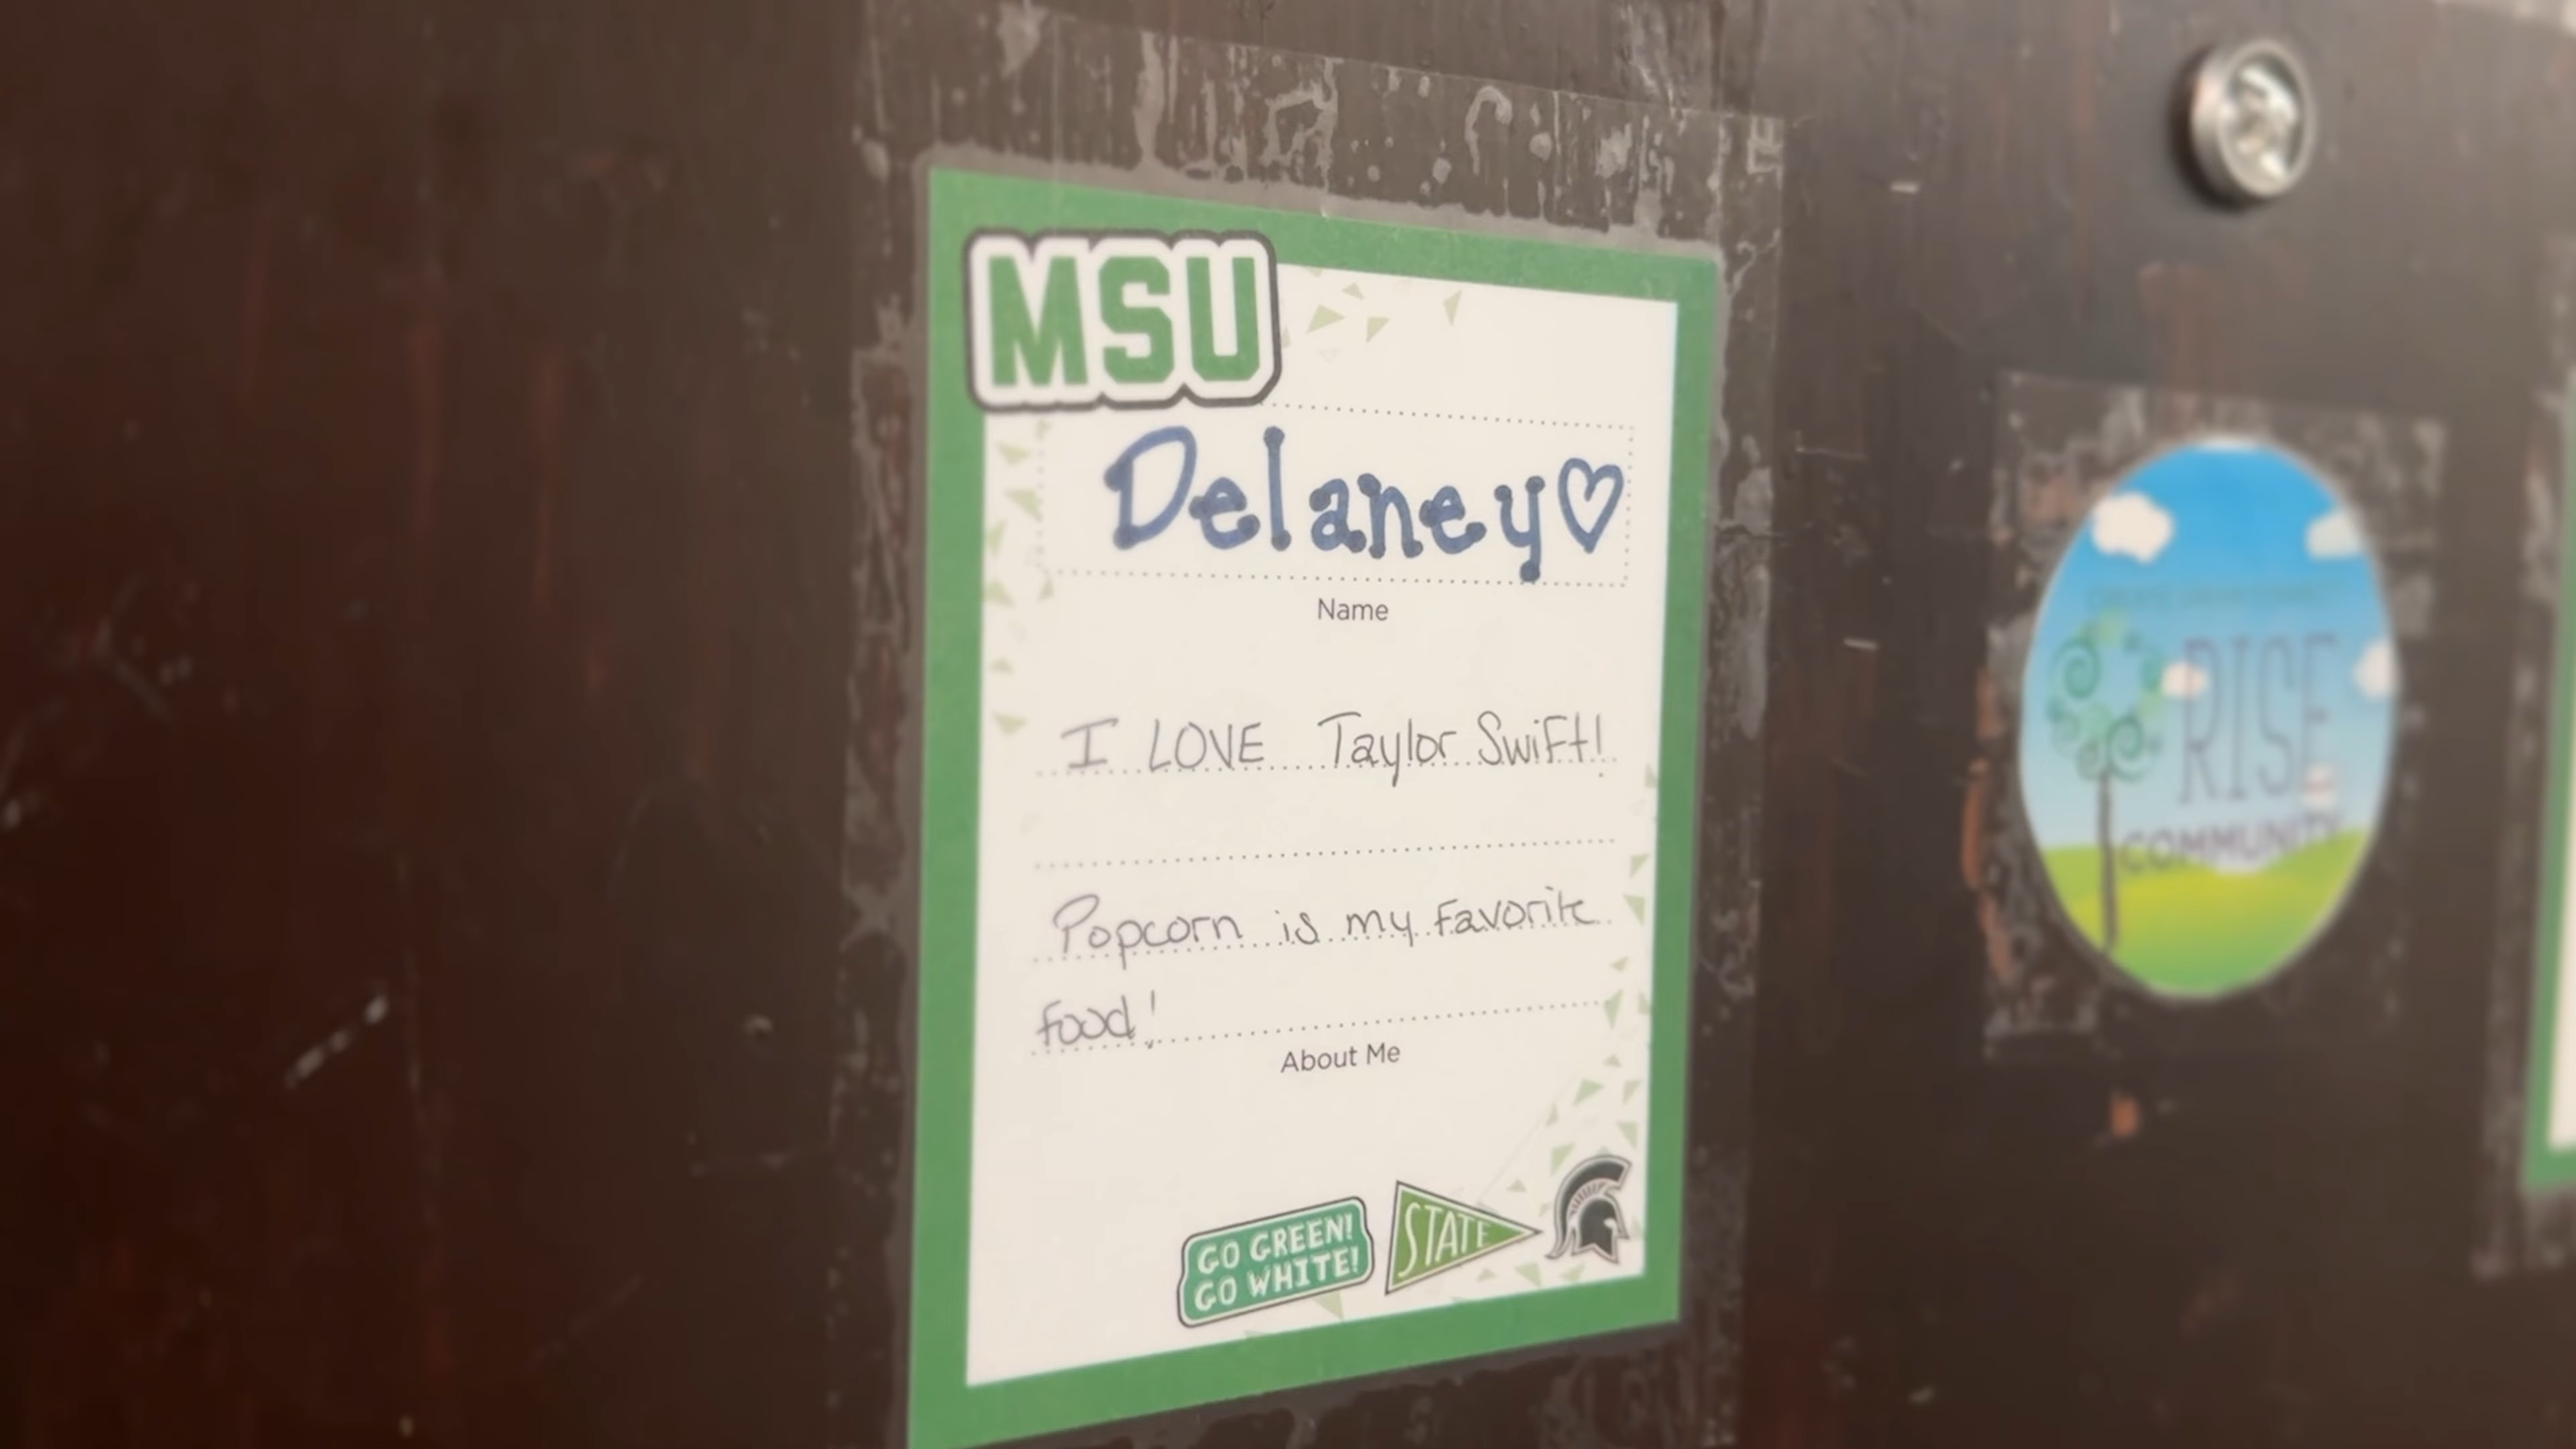 MSU
Delaney♡
Name
I LOVE Taylor Swift!
Popcorn is my favorite
food!
About Me
GO GREEN!
GO WHITE!
STATE
RISE
COMMUNITY